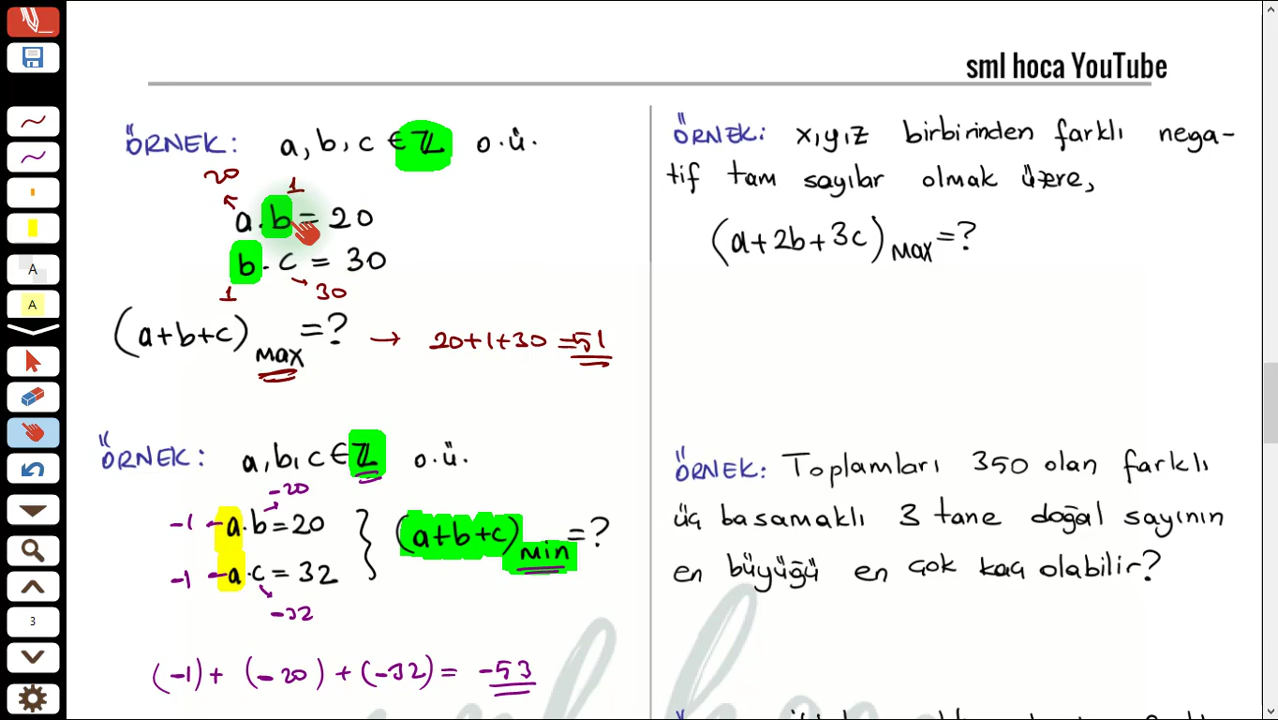 sml hoca YouTube
ÖRNEK: a, b, c ∈ ℤ o.ü.
20
1
a.b = 20
b.c = 30
1
30
(a+b+c) max = ? → 20+1+30 = 51
ÖRNEK: a, b, c ∈ ℤ o.ü.
-20
-1 a.b = 20
-1 a.c = 32
-32
(a+b+c) min = ?
(-1) + (-20) + (-32) = -53
ÖRNEK: x, y, z birbirinden farklı nega-
tif tam sayılar olmak üzere,
(a+2b+3c) MAX = ?
ÖRNEK: Toplamları 350 olan farklı
üç basamaklı 3 tane doğal sayının
en büyüğü en çok kaç olabilir?
A
A
3